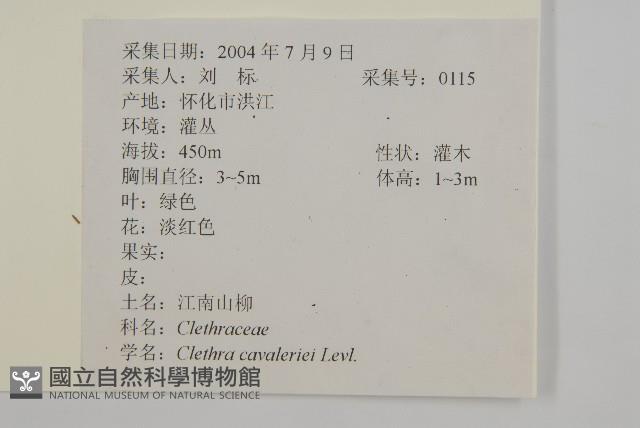 采集日期：2004 年 7 月 9 日
采集人：刘　标　采集号：0115
产地：怀化市洪江
环境：灌丛
海拔：450m　性状：灌木
胸围直径：3~5m　体高：1~3m
叶：绿色
花：淡红色
果实：
皮：
土名：江南山柳
科名：Clethraceae
学名：Clethra cavaleriei Levl.
國立自然科學博物館
NATIONAL MUSEUM OF NATURAL SCIENCE